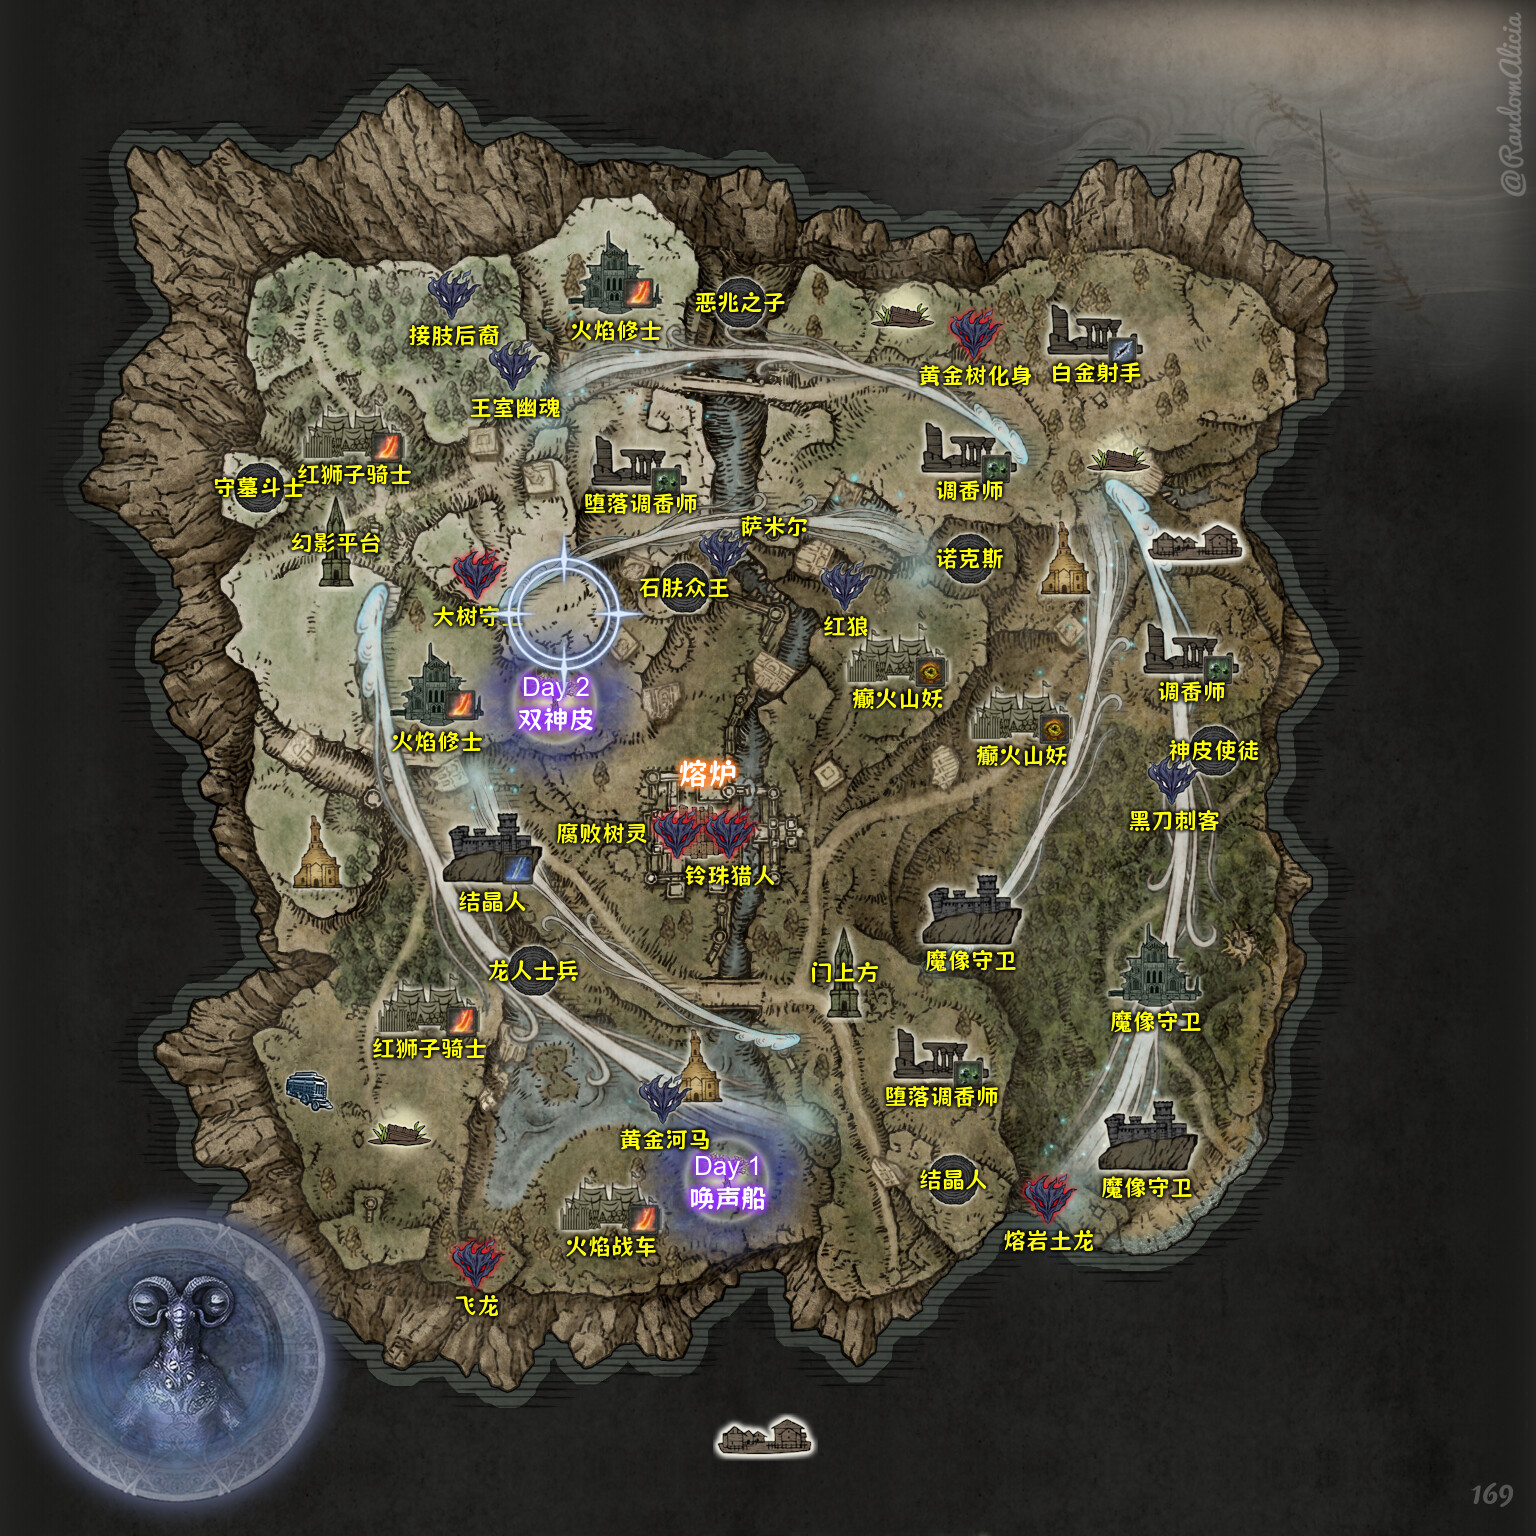 @RandomAlicia
接肢后裔
火焰修士
恶兆之子
黄金树化身
白金射手
王室幽魂
红狮子骑士
守墓斗士
堕落调香师
调香师
萨米尔
幻影平台
诺克斯
石肤众王
大树守
红狼
Day 2
双神皮
癫火山妖
调香师
火焰修士
癫火山妖
神皮使徒
熔炉
黑刀刺客
腐败树灵
铃珠猎人
结晶人
龙人士兵
门上方
魔像守卫
魔像守卫
红狮子骑士
堕落调香师
黄金河马
Day 1
唤声船
结晶人
魔像守卫
火焰战车
熔岩土龙
飞龙
169